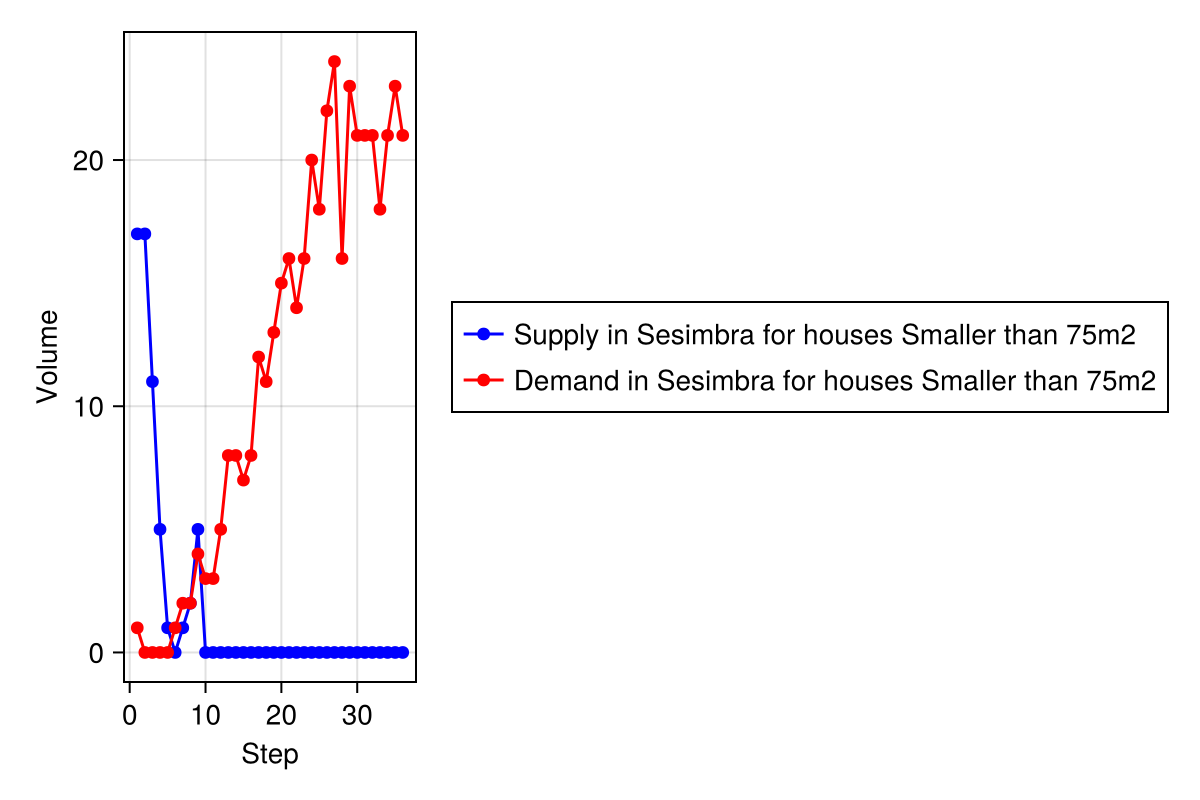 20
10
0
Volume
0 10 20 30
Step
Supply in Sesimbra for houses Smaller than 75m2
Demand in Sesimbra for houses Smaller than 75m2